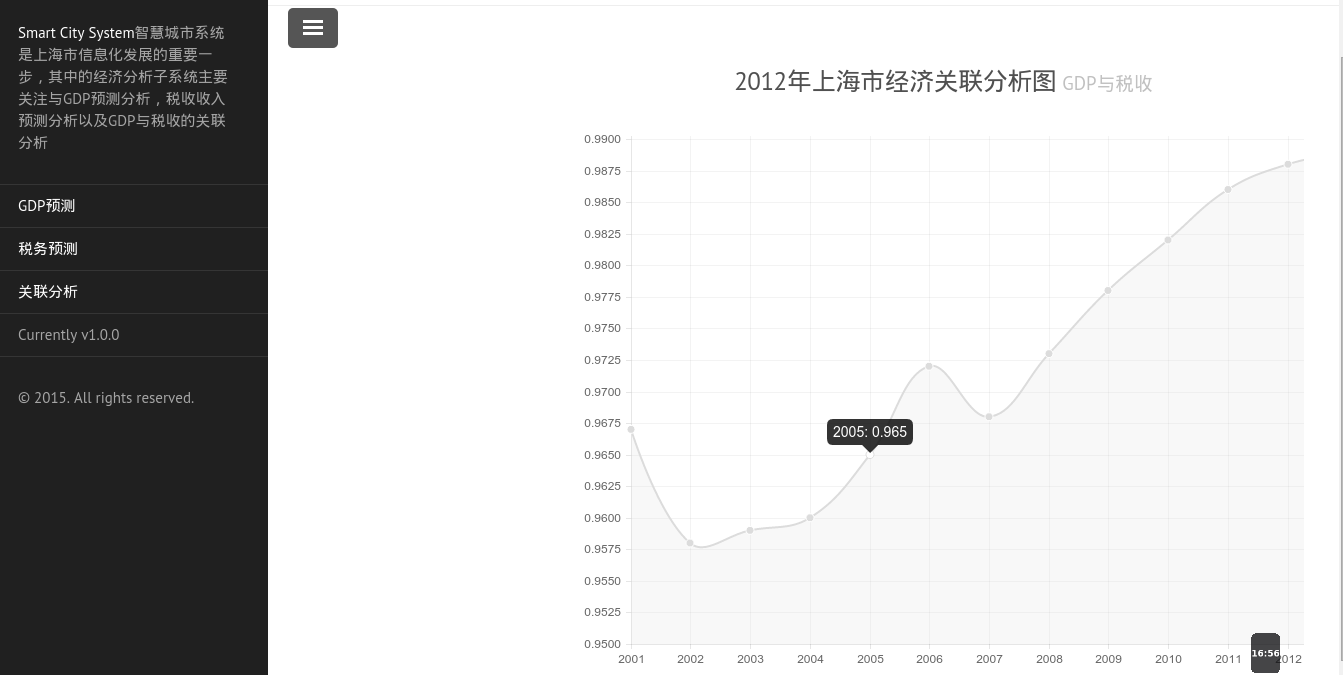 Smart City System智慧城市系统
是上海市信息化发展的重要一
步，其中的经济分析子系统主要
关注与GDP预测分析，税收收入
预测分析以及GDP与税收的关联
分析
GDP预测
税务预测
关联分析
Currently v1.0.0
© 2015. All rights reserved.
2012年上海市经济关联分析图 GDP与税收
0.9900
0.9875
0.9850
0.9825
0.9800
0.9775
0.9750
0.9725
0.9700
0.9675
0.9650
0.9625
0.9600
0.9575
0.9550
0.9525
0.9500
2005: 0.965
2001 2002 2003 2004 2005 2006 2007 2008 2009 2010 2011 2012
16:56